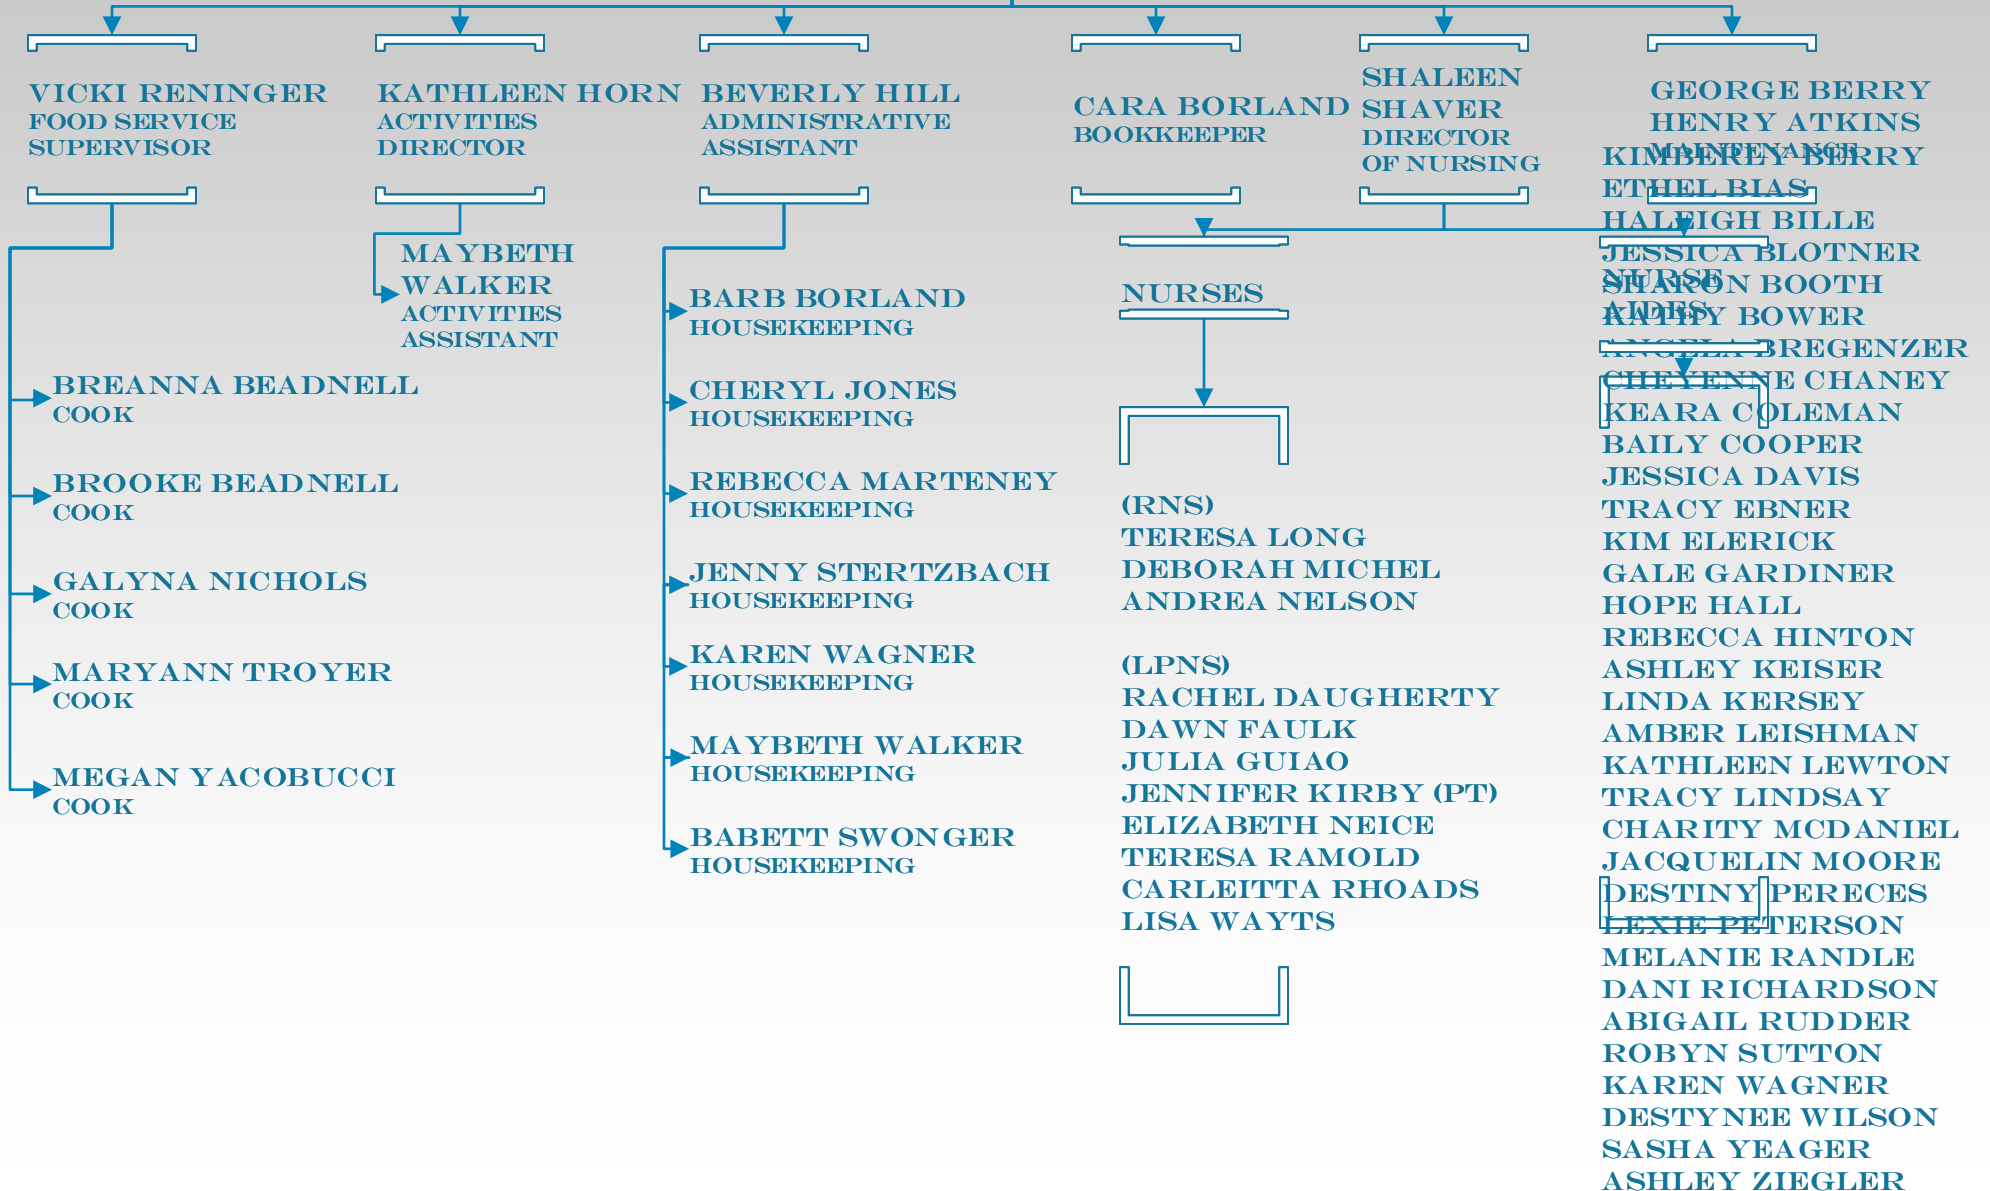 VICKI RENINGER
FOOD SERVICE
SUPERVISOR
KATHLEEN HORN
ACTIVITIES
DIRECTOR
BEVERLY HILL
ADMINISTRATIVE
ASSISTANT
CARA BORLAND
BOOKKEEPER
SHALEEN
SHAVER
DIRECTOR
OF NURSING
GEORGE BERRY
HENRY ATKINS
MAINTENANCE
BREANNA BEADNELL
COOK
BROOKE BEADNELL
COOK
GALYNA NICHOLS
COOK
MARYANN TROYER
COOK
MEGAN YACOBUCCI
COOK
MAYBETH
WALKER
ACTIVITIES
ASSISTANT
BARB BORLAND
HOUSEKEEPING
CHERYL JONES
HOUSEKEEPING
REBECCA MARTENEY
HOUSEKEEPING
JENNY STERTZBACH
HOUSEKEEPING
KAREN WAGNER
HOUSEKEEPING
MAYBETH WALKER
HOUSEKEEPING
BABETT SWONGER
HOUSEKEEPING
NURSES
(RNS)
TERESA LONG
DEBORAH MICHEL
ANDREA NELSON
(LPNS)
RACHEL DAUGHERTY
DAWN FAULK
JULIA GUIAO
JENNIFER KIRBY (PT)
ELIZABETH NEICE
TERESA RAMOLD
CARLEITTA RHOADS
LISA WAYTS
NURSE
AIDES
KIMBERLY BERRY
ETHEL BIAS
HALEIGH BILLE
JESSICA BLOTNER
SHARON BOOTH
KATHY BOWER
ANGELA BREGENZER
CHEYENNE CHANEY
KEARA COLEMAN
BAILY COOPER
JESSICA DAVIS
TRACY EBNER
KIM ELERICK
GALE GARDINER
HOPE HALL
REBECCA HINTON
ASHLEY KEISER
LINDA KERSEY
AMBER LEISHMAN
KATHLEEN LEWTON
TRACY LINDSAY
CHARITY MCDANIEL
JACQUELIN MOORE
DESTINY PERECES
LEXIE PETERSON
MELANIE RANDLE
DANI RICHARDSON
ABIGAIL RUDDER
ROBYN SUTTON
KAREN WAGNER
DESTYNEE WILSON
SASHA YEAGER
ASHLEY ZIEGLER